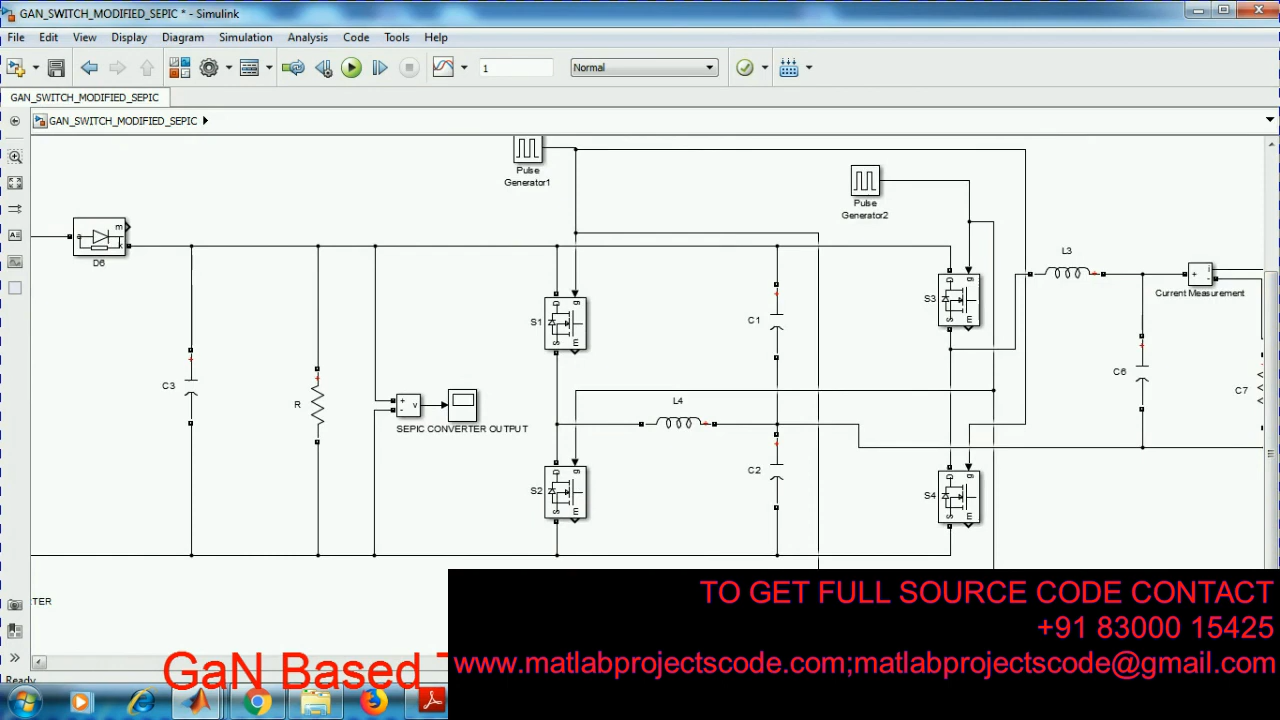 GAN_SWITCH_MODIFIED_SEPIC * - Simulink
File Edit View Display Diagram Simulation Analysis Code Tools Help
1
Normal
GAN_SWITCH_MODIFIED_SEPIC
GAN_SWITCH_MODIFIED_SEPIC
Pulse
Generator1
Pulse
Generator2
D6
a
m
k
L3
Current Measurement
+
i
-
S1
D
g
S
m
C1
S3
D
g
S
m
C3
R
+
-
v
SEPIC CONVERTER OUTPUT
L4
C6
C7
S2
D
g
S
m
C2
S4
D
g
S
m
TER
TO GET FULL SOURCE CODE CONTACT
+91 83000 15425
www.matlabprojectscode.com;matlabprojectscode@gmail.com
GaN Based T
Ready